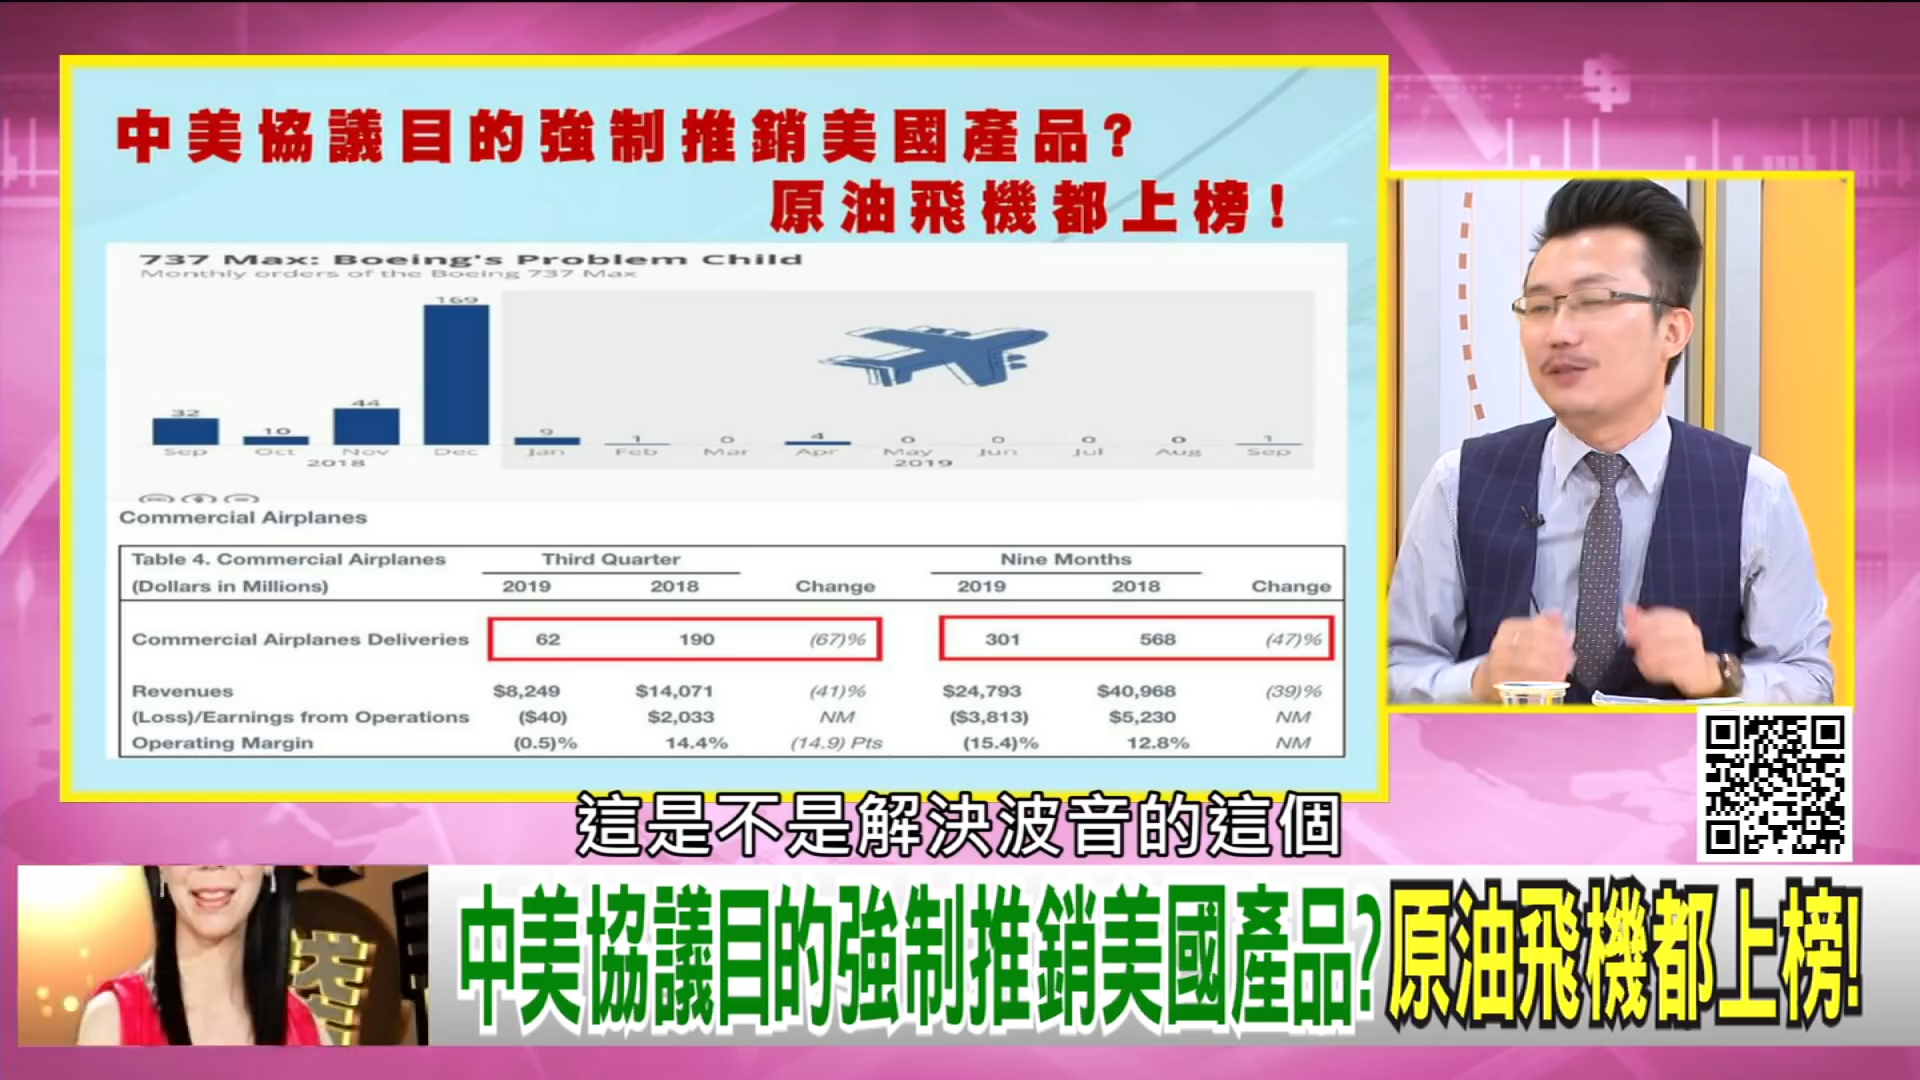 中美協議目的強制推銷美國產品?
原油飛機都上榜!
737 Max: Boeing's Problem Child
Monthly orders of the Boeing 737 Max
32 10 44 169 9 1 0 4 0 0 0 0 1
Sep Oct Nov Dec Jan Feb Mar Apr May Jun Jul Aug Sep
2018 2019
Commercial Airplanes
Table 4. Commercial Airplanes Third Quarter Nine Months
(Dollars in Millions) 2019 2018 Change 2019 2018 Change
Commercial Airplanes Deliveries 62 190 (67)% 301 568 (47)%
Revenues $8,249 $14,071 (41)% $24,793 $40,968 (39)%
(Loss)/Earnings from Operations ($40) $2,033 NM ($3,813) $5,230 NM
Operating Margin (0.5)% 14.4% (14.9) Pts (15.4)% 12.8% NM
這是不是解決波音的這個
中美協議目的強制推銷美國產品?原油飛機都上榜!